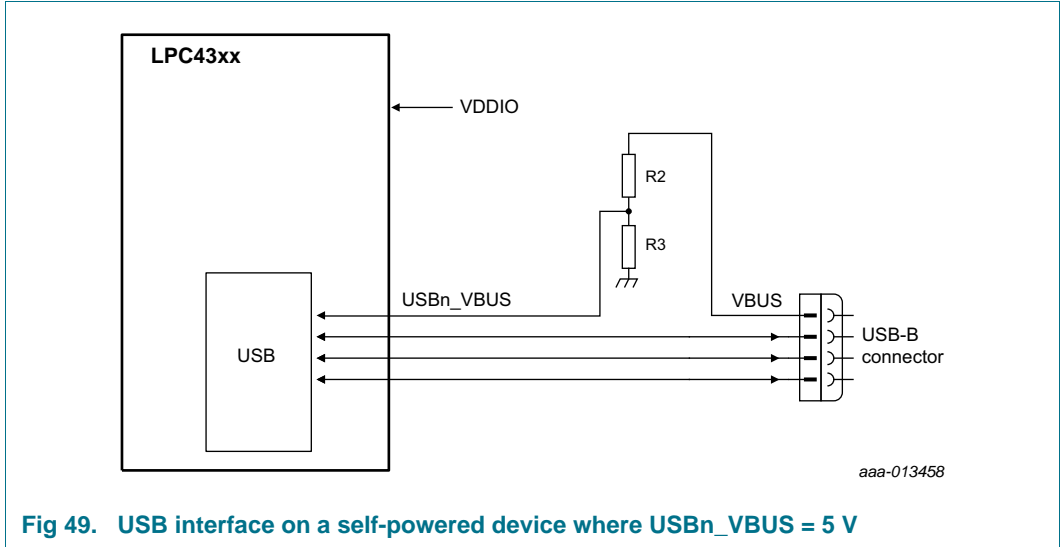 LPC43xx
VDDIO
R2
R3
USBn_VBUS
VBUS
USB
USB-B
connector
aaa-013458
Fig 49. USB interface on a self-powered device where USBn_VBUS = 5 V